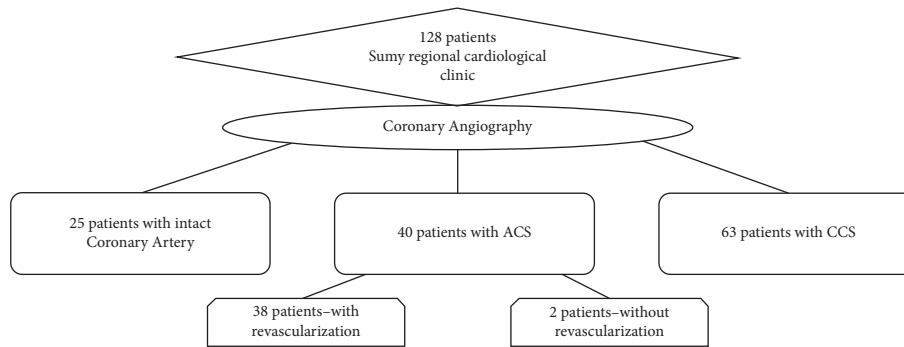 128 patients
Sumy regional cardiological
clinic
Coronary Angiography
25 patients with intact
Coronary Artery
40 patients with ACS
63 patients with CCS
38 patients–with
revascularization
2 patients–without
revascularization